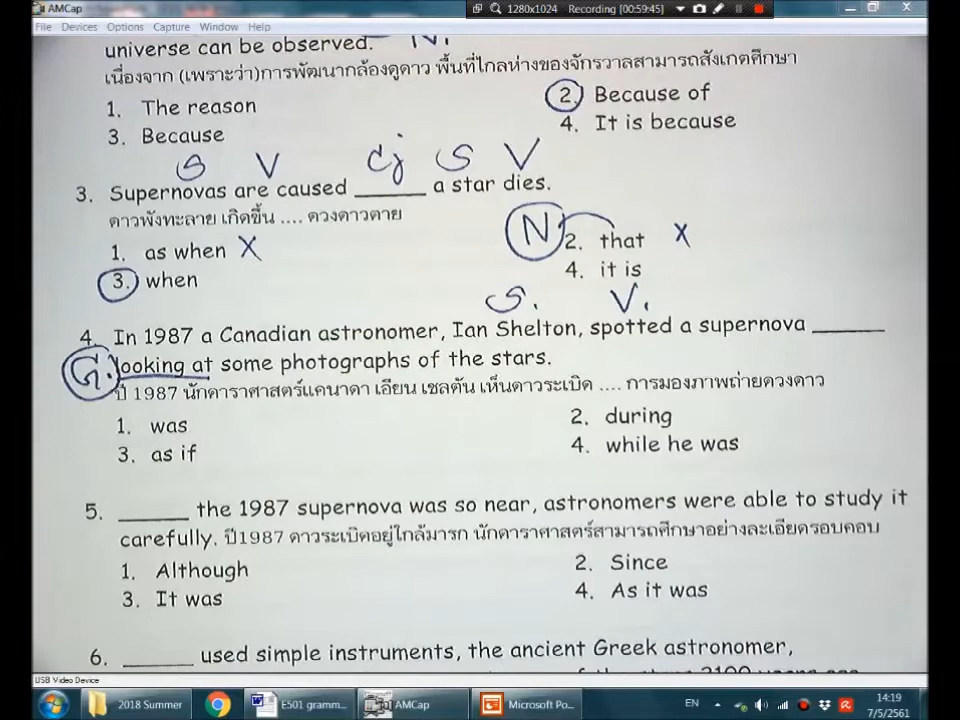 AMCap
1280x1024 Recording [00:59:45]
File Devices Options Capture Window Help
universe can be observed. N.
เนื่องจาก (เพราะว่า)การพัฒนากล้องดูดาว พื้นที่ไกลห่างของจักรวาลสามารถสังเกตศึกษา
1. The reason
2. Because of
3. Because
4. It is because
S V cj S V
3. Supernovas are caused ______ a star dies.
ดาวพังทะลาย เกิดขึ้น .... ดวงดาวตาย
1. as when X
N 2. that X
3. when
4. it is
S. V.
4. In 1987 a Canadian astronomer, Ian Shelton, spotted a supernova ______
G. looking at some photographs of the stars.
ปี 1987 นักดาราศาสตร์แคนาดา เอียน เชลตัน เห็นดาวระเบิด .... การมองภาพถ่ายดวงดาว
1. was
2. during
3. as if
4. while he was
5. ______ the 1987 supernova was so near, astronomers were able to study it
carefully. ปี1987 ดาวระเบิดอยู่ใกล้มารก นักดาราศาสตร์สามารถศึกษาอย่างละเอียดรอบคอบ
1. Although
2. Since
3. It was
4. As it was
6. ______ used simple instruments, the ancient Greek astronomer,
USB Video Device
2018 Summer
E501 gramm...
AMCap
Microsoft Po...
EN
14:19
7/5/2561